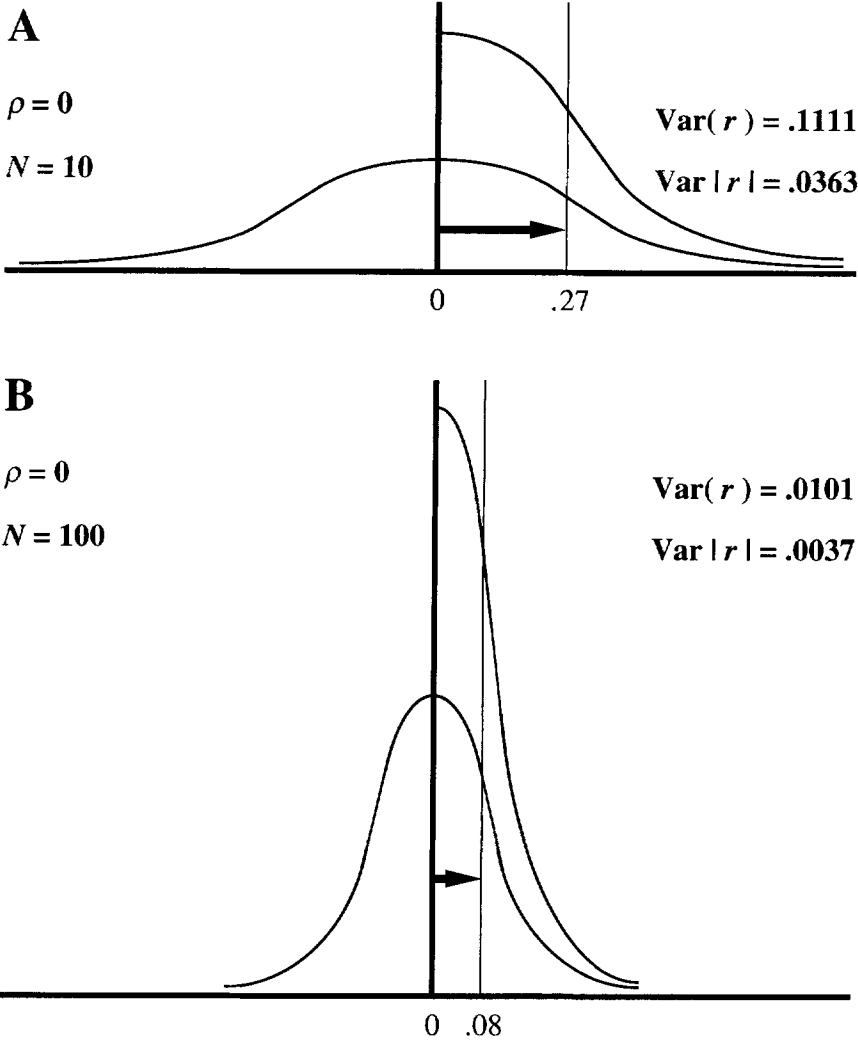 A
ρ = 0
N = 10
Var( r ) = .1111
Var | r | = .0363
0 .27
B
ρ = 0
N = 100
Var( r ) = .0101
Var | r | = .0037
0 .08